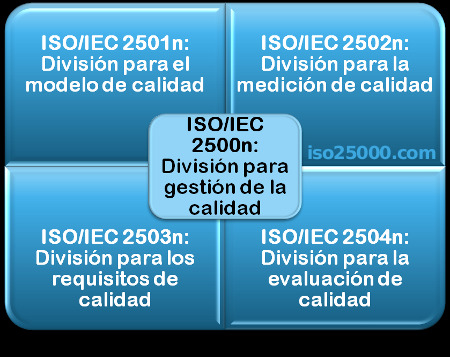 ISO/IEC 2501n:
División para el
modelo de calidad
ISO/IEC 2502n:
División para la
medición de calidad
ISO/IEC
2500n:
División para
gestión de la
calidad
iso25000.com
ISO/IEC 2503n:
División para los
requisitos de
calidad
ISO/IEC 2504n:
División para la
evaluación de
calidad